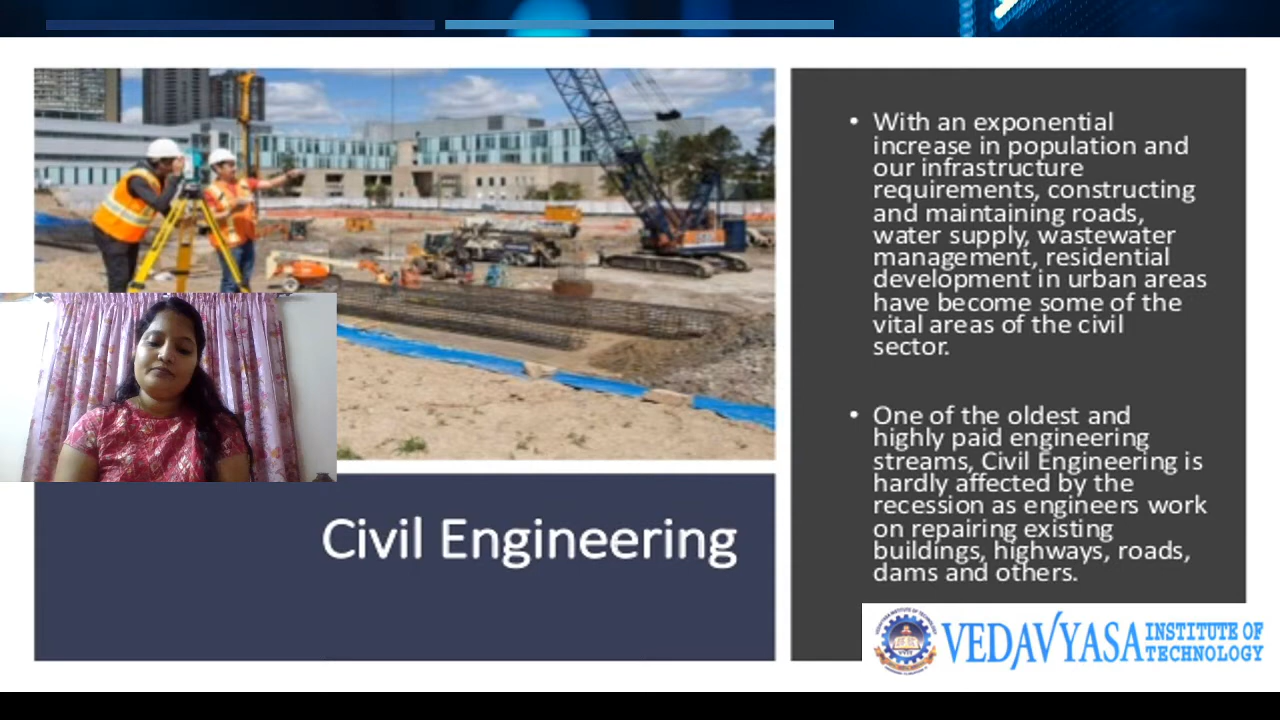 • With an exponential
increase in population and
our infrastructure
requirements, constructing
and maintaining roads,
water supply, wastewater
management, residential
development in urban areas
have become some of the
vital areas of the civil
sector.
• One of the oldest and
highly paid engineering
streams, Civil Engineering is
hardly affected by the
recession as engineers work
on repairing existing
buildings, highways, roads,
dams and others.
Civil Engineering
VEDAVYASA INSTITUTE OF
TECHNOLOGY